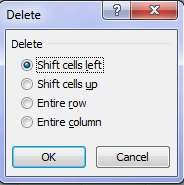 Delete
Delete
Shift cells left
Shift cells up
Entire row
Entire column
OK
Cancel